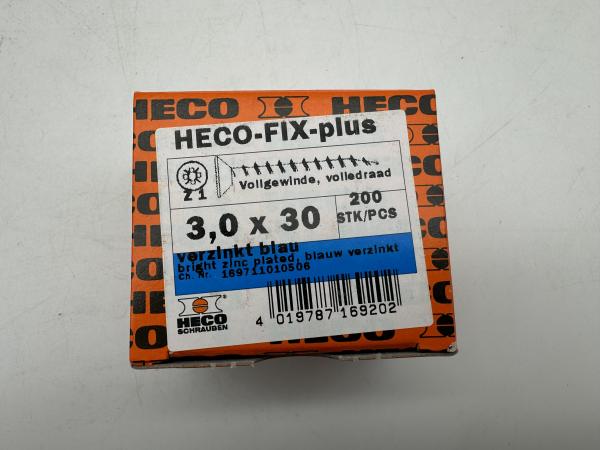 HECO HECO
HECO-FIX-plus
Vollgewinde, volledraad
Z 1
3,0 x 30
200
STK/PCS
verzinkt blau
bright zinc plated, blauw verzinkt
Ch. Nr. 169711010506
HECO®
SCHRAUBEN
4 019787 169202
HECO